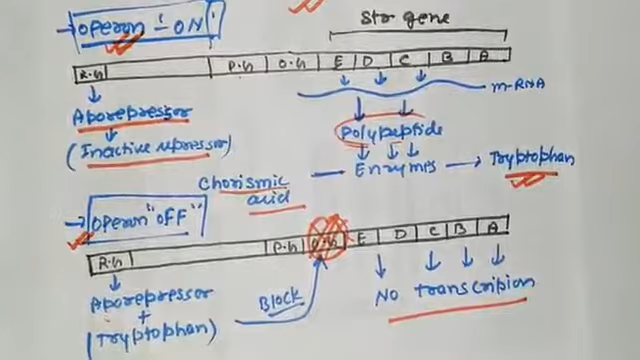 Operon 'ON'
Str gene
R.G P.G O.G E D C B A
m-RNA
Aporepressor
(Inactive repressor)
Polypeptide
Enzymes → Tryptophan
Chorismic
acid
Operon "OFF"
R.G P.G O.G E D C B A
Aporepressor
+
(Tryptophan)
Block
No transcription